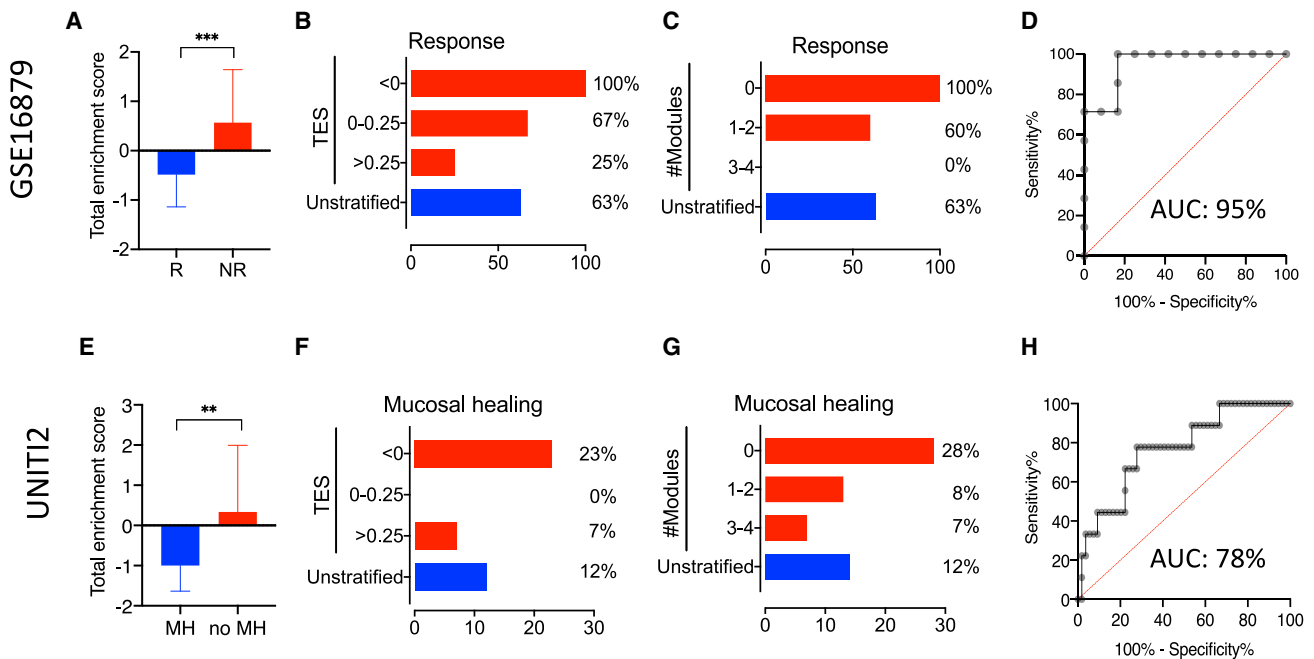 GSE16879
A
***
Total enrichment score
2
1
0
-1
-2
R
NR
B
Response
TES
<0
100%
0-0.25
67%
>0.25
25%
Unstratified
63%
0
50
100
C
Response
#Modules
0
100%
1-2
60%
3-4
0%
Unstratified
63%
0
50
100
D
Sensitivity%
100
80
60
40
20
0
AUC: 95%
0
20
40
60
80
100
100% - Specificity%
UNITI2
E
**
Total enrichment score
3
2
1
0
-1
-2
MH
no MH
F
Mucosal healing
TES
<0
23%
0-0.25
0%
>0.25
7%
Unstratified
12%
0
10
20
30
G
Mucosal healing
#Modules
0
28%
1-2
8%
3-4
7%
Unstratified
12%
0
10
20
30
H
Sensitivity%
100
80
60
40
20
0
AUC: 78%
0
20
40
60
80
100
100% - Specificity%